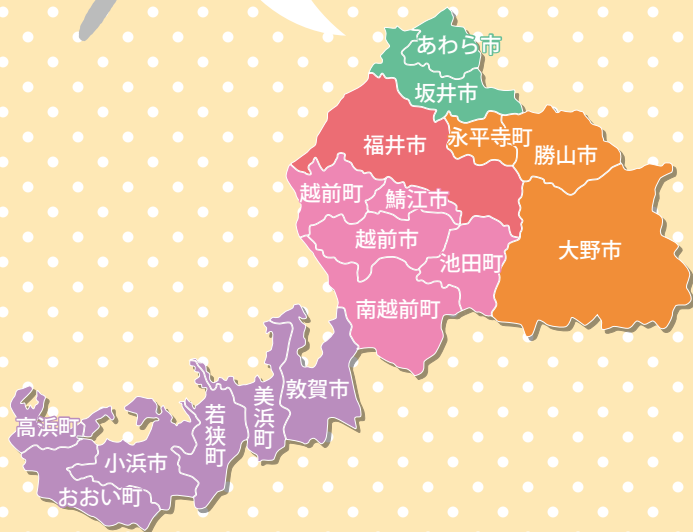 あわら市
坂井市
永平寺町
福井市
勝山市
越前町
鯖江市
越前市
池田町
大野市
南越前町
敦賀市
美浜町
若狭町
高浜町
小浜市
おおい町